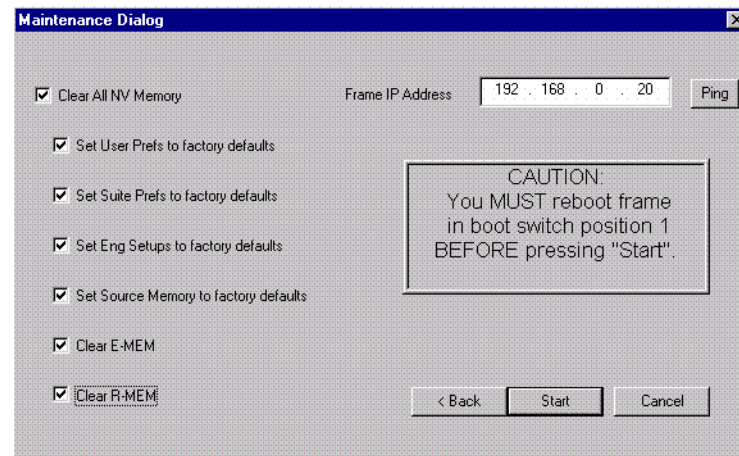 Maintenance Dialog
Clear All NV Memory
Frame IP Address
192 . 168 . 0 . 20
Ping
Set User Prefs to factory defaults
Set Suite Prefs to factory defaults
Set Eng Setups to factory defaults
Set Source Memory to factory defaults
Clear E-MEM
Clear R-MEM
CAUTION:
You MUST reboot frame
in boot switch position 1
BEFORE pressing "Start".
< Back
Start
Cancel